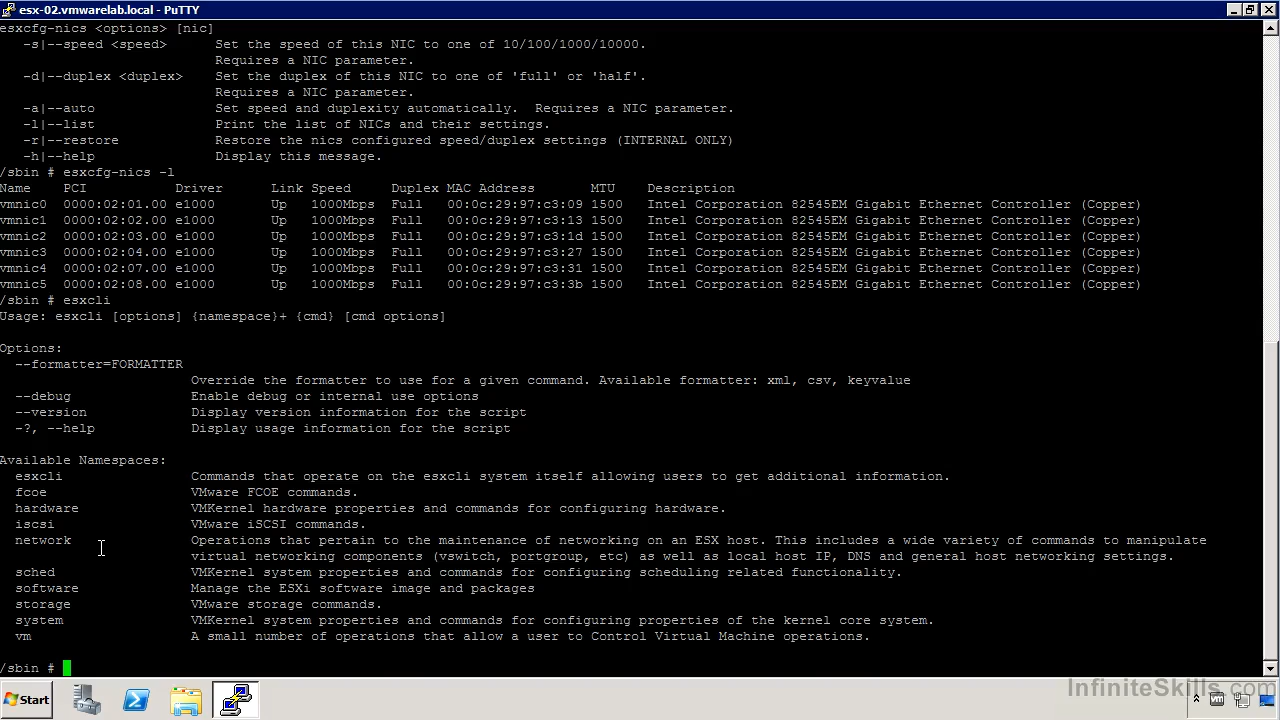 esx-02.vmwarelab.local - PuTTY
esxcfg-nics <options> [nic]
-s|--speed <speed> Set the speed of this NIC to one of 10/100/1000/10000.
Requires a NIC parameter.
-d|--duplex <duplex> Set the duplex of this NIC to one of 'full' or 'half'.
Requires a NIC parameter.
-a|--auto Set speed and duplexity automatically. Requires a NIC parameter.
-l|--list Print the list of NICs and their settings.
-r|--restore Restore the nics configured speed/duplex settings (INTERNAL ONLY)
-h|--help Display this message.
/sbin # esxcfg-nics -l
Name PCI Driver Link Speed Duplex MAC Address MTU Description
vmnic0 0000:02:01.00 e1000 Up 1000Mbps Full 00:0c:29:97:c3:09 1500 Intel Corporation 82545EM Gigabit Ethernet Controller (Copper)
vmnic1 0000:02:02.00 e1000 Up 1000Mbps Full 00:0c:29:97:c3:13 1500 Intel Corporation 82545EM Gigabit Ethernet Controller (Copper)
vmnic2 0000:02:03.00 e1000 Up 1000Mbps Full 00:0c:29:97:c3:1d 1500 Intel Corporation 82545EM Gigabit Ethernet Controller (Copper)
vmnic3 0000:02:04.00 e1000 Up 1000Mbps Full 00:0c:29:97:c3:27 1500 Intel Corporation 82545EM Gigabit Ethernet Controller (Copper)
vmnic4 0000:02:07.00 e1000 Up 1000Mbps Full 00:0c:29:97:c3:31 1500 Intel Corporation 82545EM Gigabit Ethernet Controller (Copper)
vmnic5 0000:02:08.00 e1000 Up 1000Mbps Full 00:0c:29:97:c3:3b 1500 Intel Corporation 82545EM Gigabit Ethernet Controller (Copper)
/sbin # esxcli
Usage: esxcli [options] {namespace}+ {cmd} [cmd options]
Options:
--formatter=FORMATTER
Override the formatter to use for a given command. Available formatter: xml, csv, keyvalue
--debug Enable debug or internal use options
--version Display version information for the script
-?, --help Display usage information for the script
Available Namespaces:
esxcli Commands that operate on the esxcli system itself allowing users to get additional information.
fcoe VMware FCOE commands.
hardware VMKernel hardware properties and commands for configuring hardware.
iscsi VMware iSCSI commands.
network Operations that pertain to the maintenance of networking on an ESX host. This includes a wide variety of commands to manipulate
virtual networking components (vswitch, portgroup, etc) as well as local host IP, DNS and general host networking settings.
sched VMKernel system properties and commands for configuring scheduling related functionality.
software Manage the ESXi software image and packages
storage VMware storage commands.
system VMKernel system properties and commands for configuring properties of the kernel core system.
vm A small number of operations that allow a user to Control Virtual Machine operations.
/sbin #
InfiniteSkills.com
Start